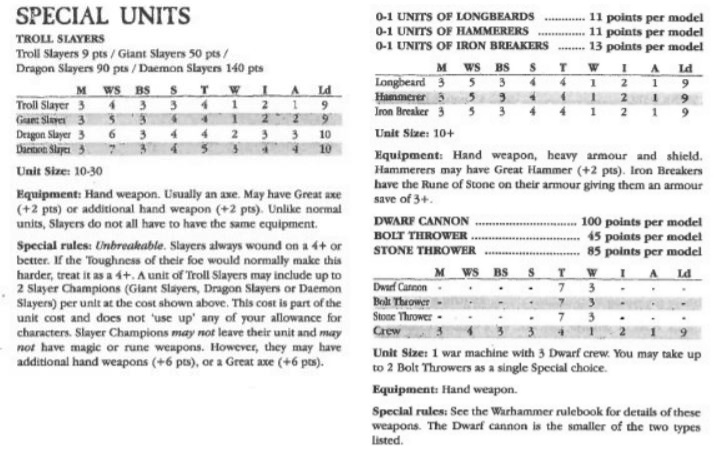 SPECIAL UNITS
TROLL SLAYERS
Troll Slayers 9 pts / Giant Slayers 50 pts /
Dragon Slayers 90 pts / Daemon Slayers 140 pts
M WS BS S T W I A Ld
Troll Slayer 3 4 3 3 4 1 2 1 9
Giant Slayer 3 5 3 4 4 1 2 2 9
Dragon Slayer 3 6 3 4 4 2 3 3 10
Daemon Slayer 3 7 3 4 5 3 4 4 10
Unit Size: 10-30
Equipment: Hand weapon. Usually an axe. May have Great axe
(+2 pts) or additional hand weapon (+2 pts). Unlike normal
units, Slayers do not all have to have the same equipment.
Special rules: Unbreakable. Slayers always wound on a 4+ or
better. If the Toughness of their foe would normally make this
harder, treat it as a 4+. A unit of Troll Slayers may include up to
2 Slayer Champions (Giant Slayers, Dragon Slayers or Daemon
Slayers) per unit at the cost shown above. This cost is part of the
unit cost and does not 'use up' any of your allowance for
characters. Slayer Champions may not leave their unit and may
not have magic or rune weapons. However, they may have
additional hand weapons (+6 pts), or a Great axe (+6 pts).
0-1 UNITS OF LONGBEARDS ............ 11 points per model
0-1 UNITS OF HAMMERERS ............. 11 points per model
0-1 UNITS OF IRON BREAKERS ........ 13 points per model
M WS BS S T W I A Ld
Longbeard 3 5 3 4 4 1 2 1 9
Hammerer 3 5 3 4 4 1 2 1 9
Iron Breaker 3 5 3 4 4 1 2 1 9
Unit Size: 10+
Equipment: Hand weapon, heavy armour and shield.
Hammerers may have Great Hammer (+2 pts). Iron Breakers
have the Rune of Stone on their armour giving them an armour
save of 3+.
DWARF CANNON .......................... 100 points per model
BOLT THROWER ............................ 45 points per model
STONE THROWER .......................... 85 points per model
M WS BS S T W I A Ld
Dwarf Cannon - - - - 7 3 - - -
Bolt Thrower - - - - 7 3 - - -
Stone Thrower - - - - 7 3 - - -
Crew 3 4 3 3 4 1 2 1 9
Unit Size: 1 war machine with 3 Dwarf crew. You may take up
to 2 Bolt Throwers as a single Special choice.
Equipment: Hand weapon.
Special rules: See the Warhammer rulebook for details of these
weapons. The Dwarf cannon is the smaller of the two types
listed.